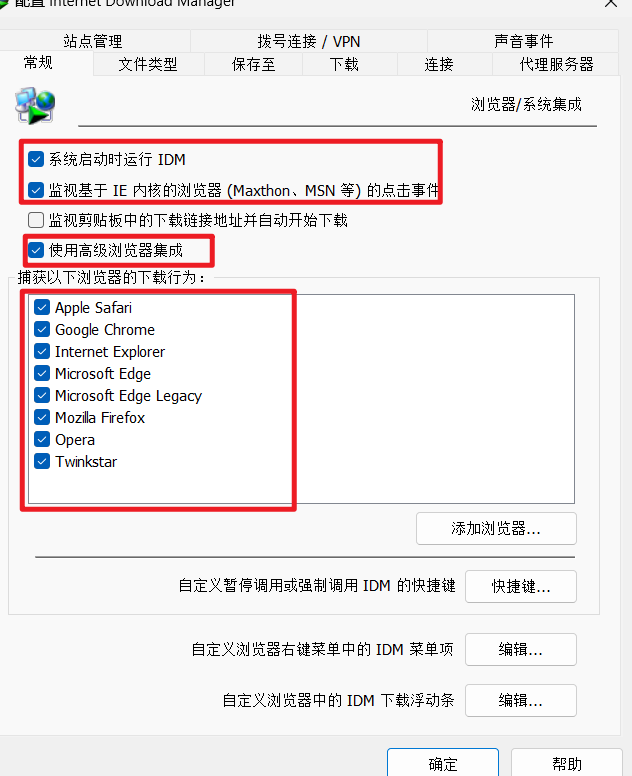 配置 Internet Download Manager
站点管理 拨号连接 / VPN 声音事件
常规 文件类型 保存至 下载 连接 代理服务器
浏览器/系统集成
系统启动时运行 IDM
监视基于 IE 内核的浏览器 (Maxthon、MSN 等) 的点击事件
监视剪贴板中的下载链接地址并自动开始下载
使用高级浏览器集成
捕获以下浏览器的下载行为：
Apple Safari
Google Chrome
Internet Explorer
Microsoft Edge
Microsoft Edge Legacy
Mozilla Firefox
Opera
Twinkstar
添加浏览器...
自定义暂停调用或强制调用 IDM 的快捷键 快捷键...
自定义浏览器右键菜单中的 IDM 菜单项 编辑...
自定义浏览器中的 IDM 下载浮动条 编辑...
确定 帮助